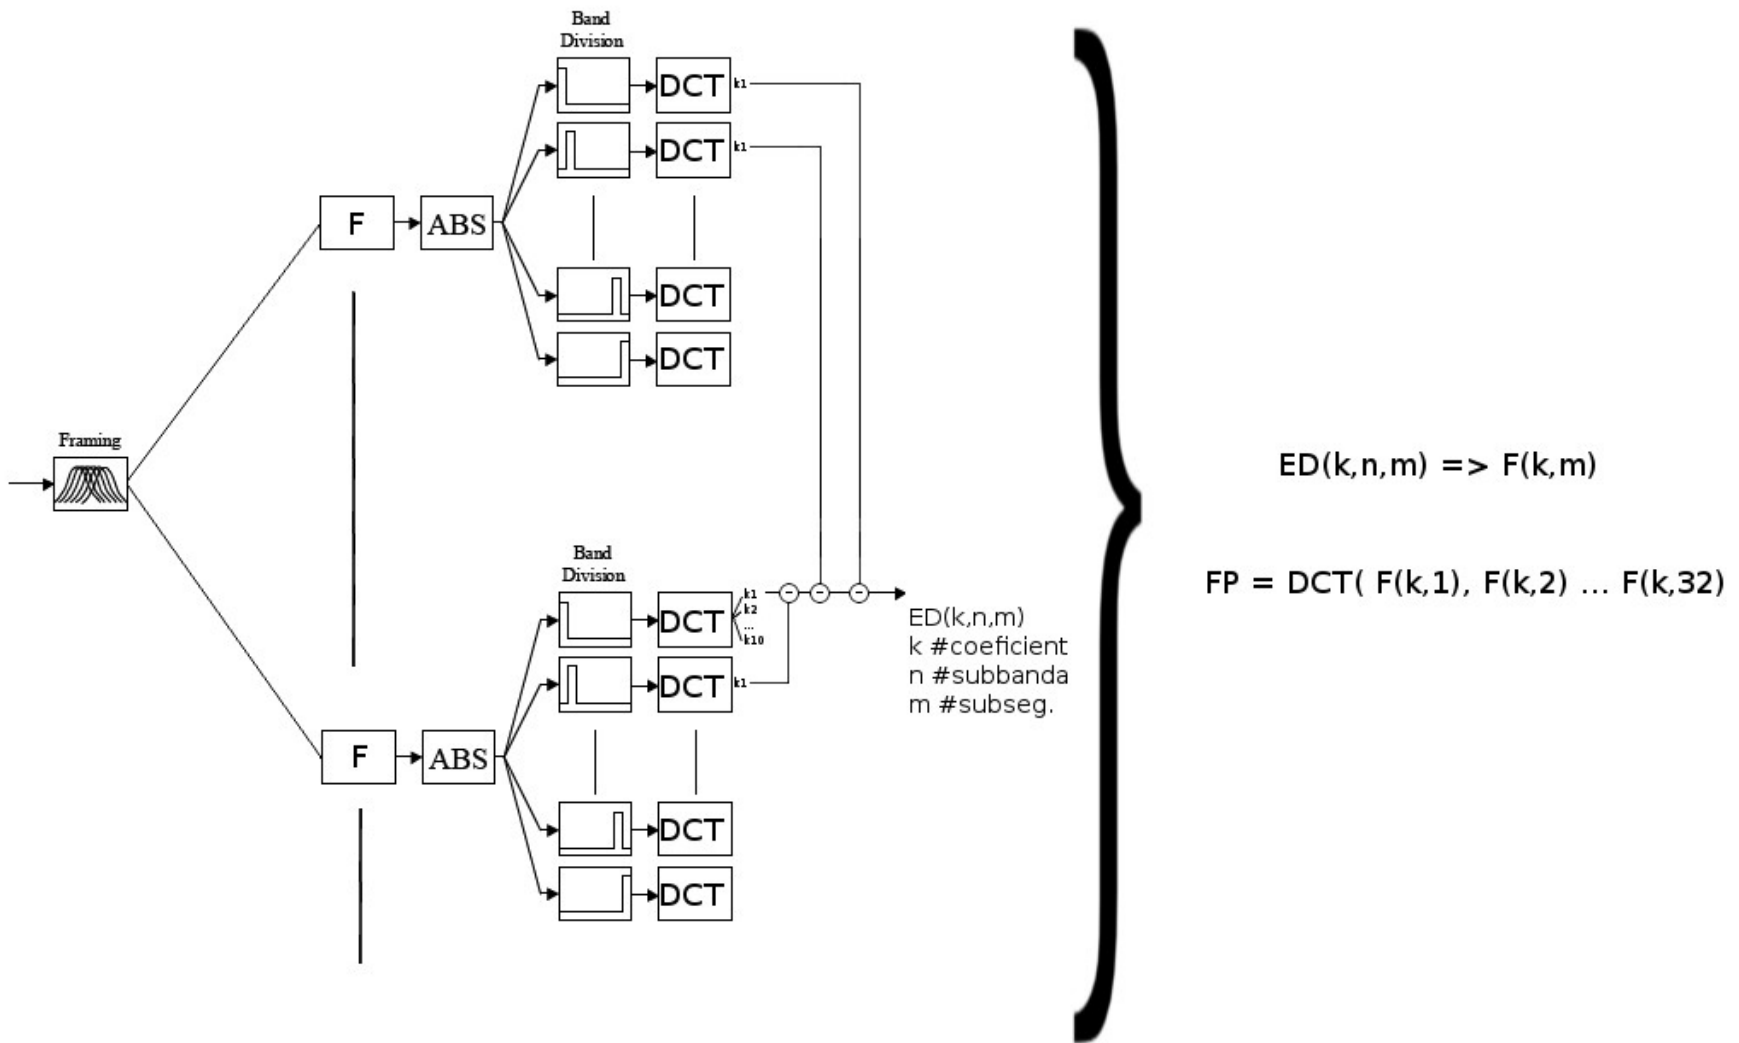 Band
Division
DCT k1
DCT k1
F
ABS
DCT
DCT
Framing
ED(k,n,m) => F(k,m)
FP = DCT( F(k,1), F(k,2) ... F(k,32)
Band
Division
DCT
k1
k2
...
k10
- - -
DCT k1
ED(k,n,m)
k #coeficient
n #subbanda
m #subseg.
F
ABS
DCT
DCT